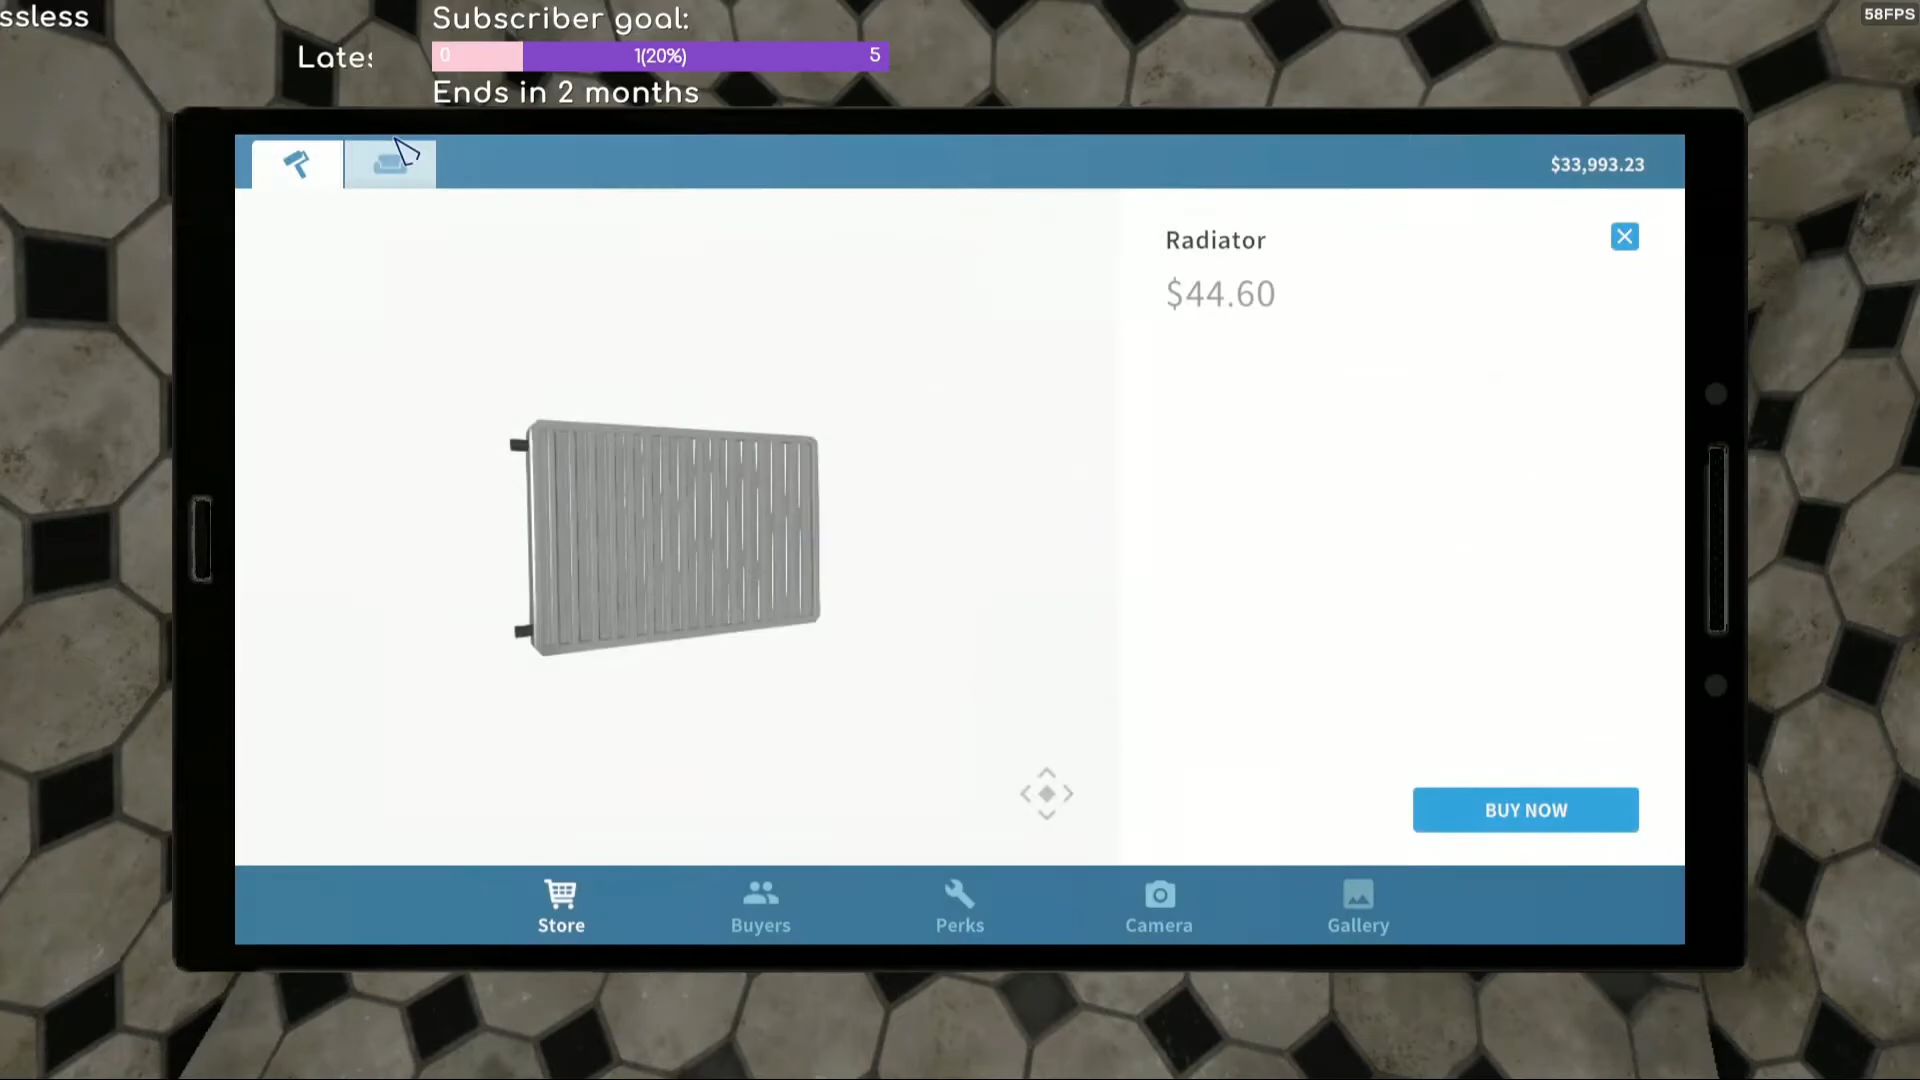 ssless
Subscriber goal:
58FPS
Lates
0 1(20%) 5
Ends in 2 months
$33,993.23
Radiator
$44.60
BUY NOW
Store
Buyers
Perks
Camera
Gallery